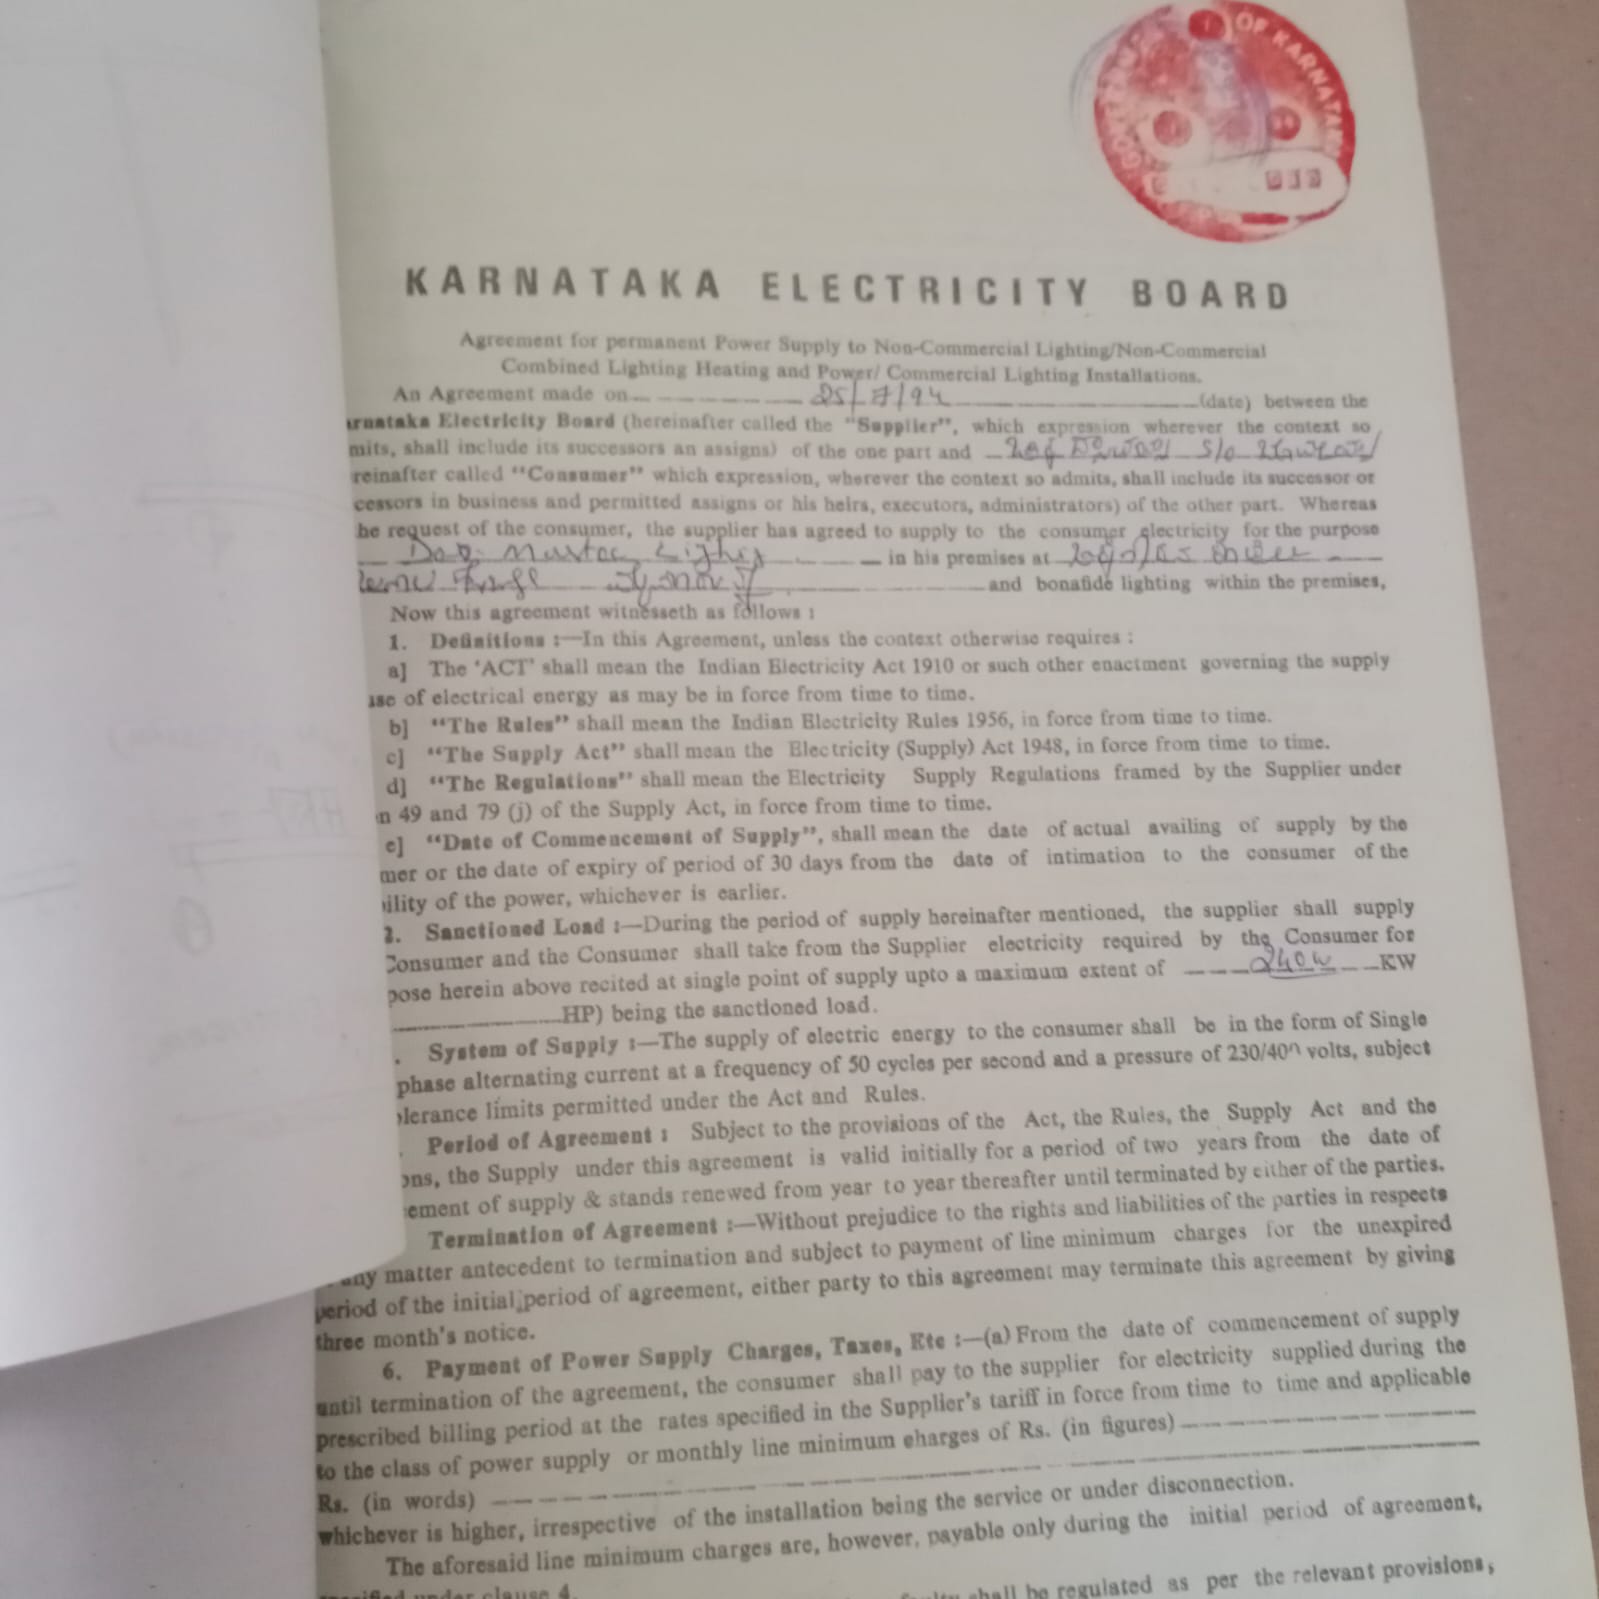 OF KARNATAKA
KARNATAKA ELECTRICITY BOARD
Agreement for permanent Power Supply to Non-Commercial Lighting/Non-Commercial
Combined Lighting Heating and Power/ Commercial Lighting Installations.
An Agreement made on 25/7/94 (date) between the
rnataka Electricity Board (hereinafter called the "Supplier", which expression wherever the context so
mits, shall include its successors an assigns) of the one part and S/o
reinafter called "Consumer" which expression, wherever the context so admits, shall include its successor or
cessors in business and permitted assigns or his heirs, executors, administrators) of the other part. Whereas
he request of the consumer, the supplier has agreed to supply to the consumer electricity for the purpose
in his premises at
and bonafide lighting within the premises,
Now this agreement witnesseth as follows :
1. Definitions :—In this Agreement, unless the context otherwise requires :
a] The 'ACT' shall mean the Indian Electricity Act 1910 or such other enactment governing the supply
use of electrical energy as may be in force from time to time.
b] "The Rules" shall mean the Indian Electricity Rules 1956, in force from time to time.
c] "The Supply Act" shall mean the Electricity (Supply) Act 1948, in force from time to time.
d] "The Regulations" shall mean the Electricity Supply Regulations framed by the Supplier under
n 49 and 79 (j) of the Supply Act, in force from time to time.
e] "Date of Commencement of Supply", shall mean the date of actual availing of supply by the
mer or the date of expiry of period of 30 days from the date of intimation to the consumer of the
ility of the power, whichever is earlier.
2. Sanctioned Load :—During the period of supply hereinafter mentioned, the supplier shall supply
Consumer and the Consumer shall take from the Supplier electricity required by the Consumer for
pose herein above recited at single point of supply upto a maximum extent of 240W KW
HP) being the sanctioned load.
. System of Supply :—The supply of electric energy to the consumer shall be in the form of Single
phase alternating current at a frequency of 50 cycles per second and a pressure of 230/400 volts, subject
lerance limits permitted under the Act and Rules.
. Period of Agreement : Subject to the provisions of the Act, the Rules, the Supply Act and the
ons, the Supply under this agreement is valid initially for a period of two years from the date of
ement of supply & stands renewed from year to year thereafter until terminated by either of the parties.
Termination of Agreement :—Without prejudice to the rights and liabilities of the parties in respects
any matter antecedent to termination and subject to payment of line minimum charges for the unexpired
period of the initial period of agreement, either party to this agreement may terminate this agreement by giving
three month's notice.
6. Payment of Power Supply Charges, Taxes, Etc :—(a) From the date of commencement of supply
until termination of the agreement, the consumer shall pay to the supplier for electricity supplied during the
prescribed billing period at the rates specified in the Supplier's tariff in force from time to time and applicable
to the class of power supply or monthly line minimum charges of Rs. (in figures)
Rs. (in words)
whichever is higher, irrespective of the installation being the service or under disconnection.
The aforesaid line minimum charges are, however, payable only during the initial period of agreement,
specified under clause 4.
shall be regulated as per the relevant provisions,